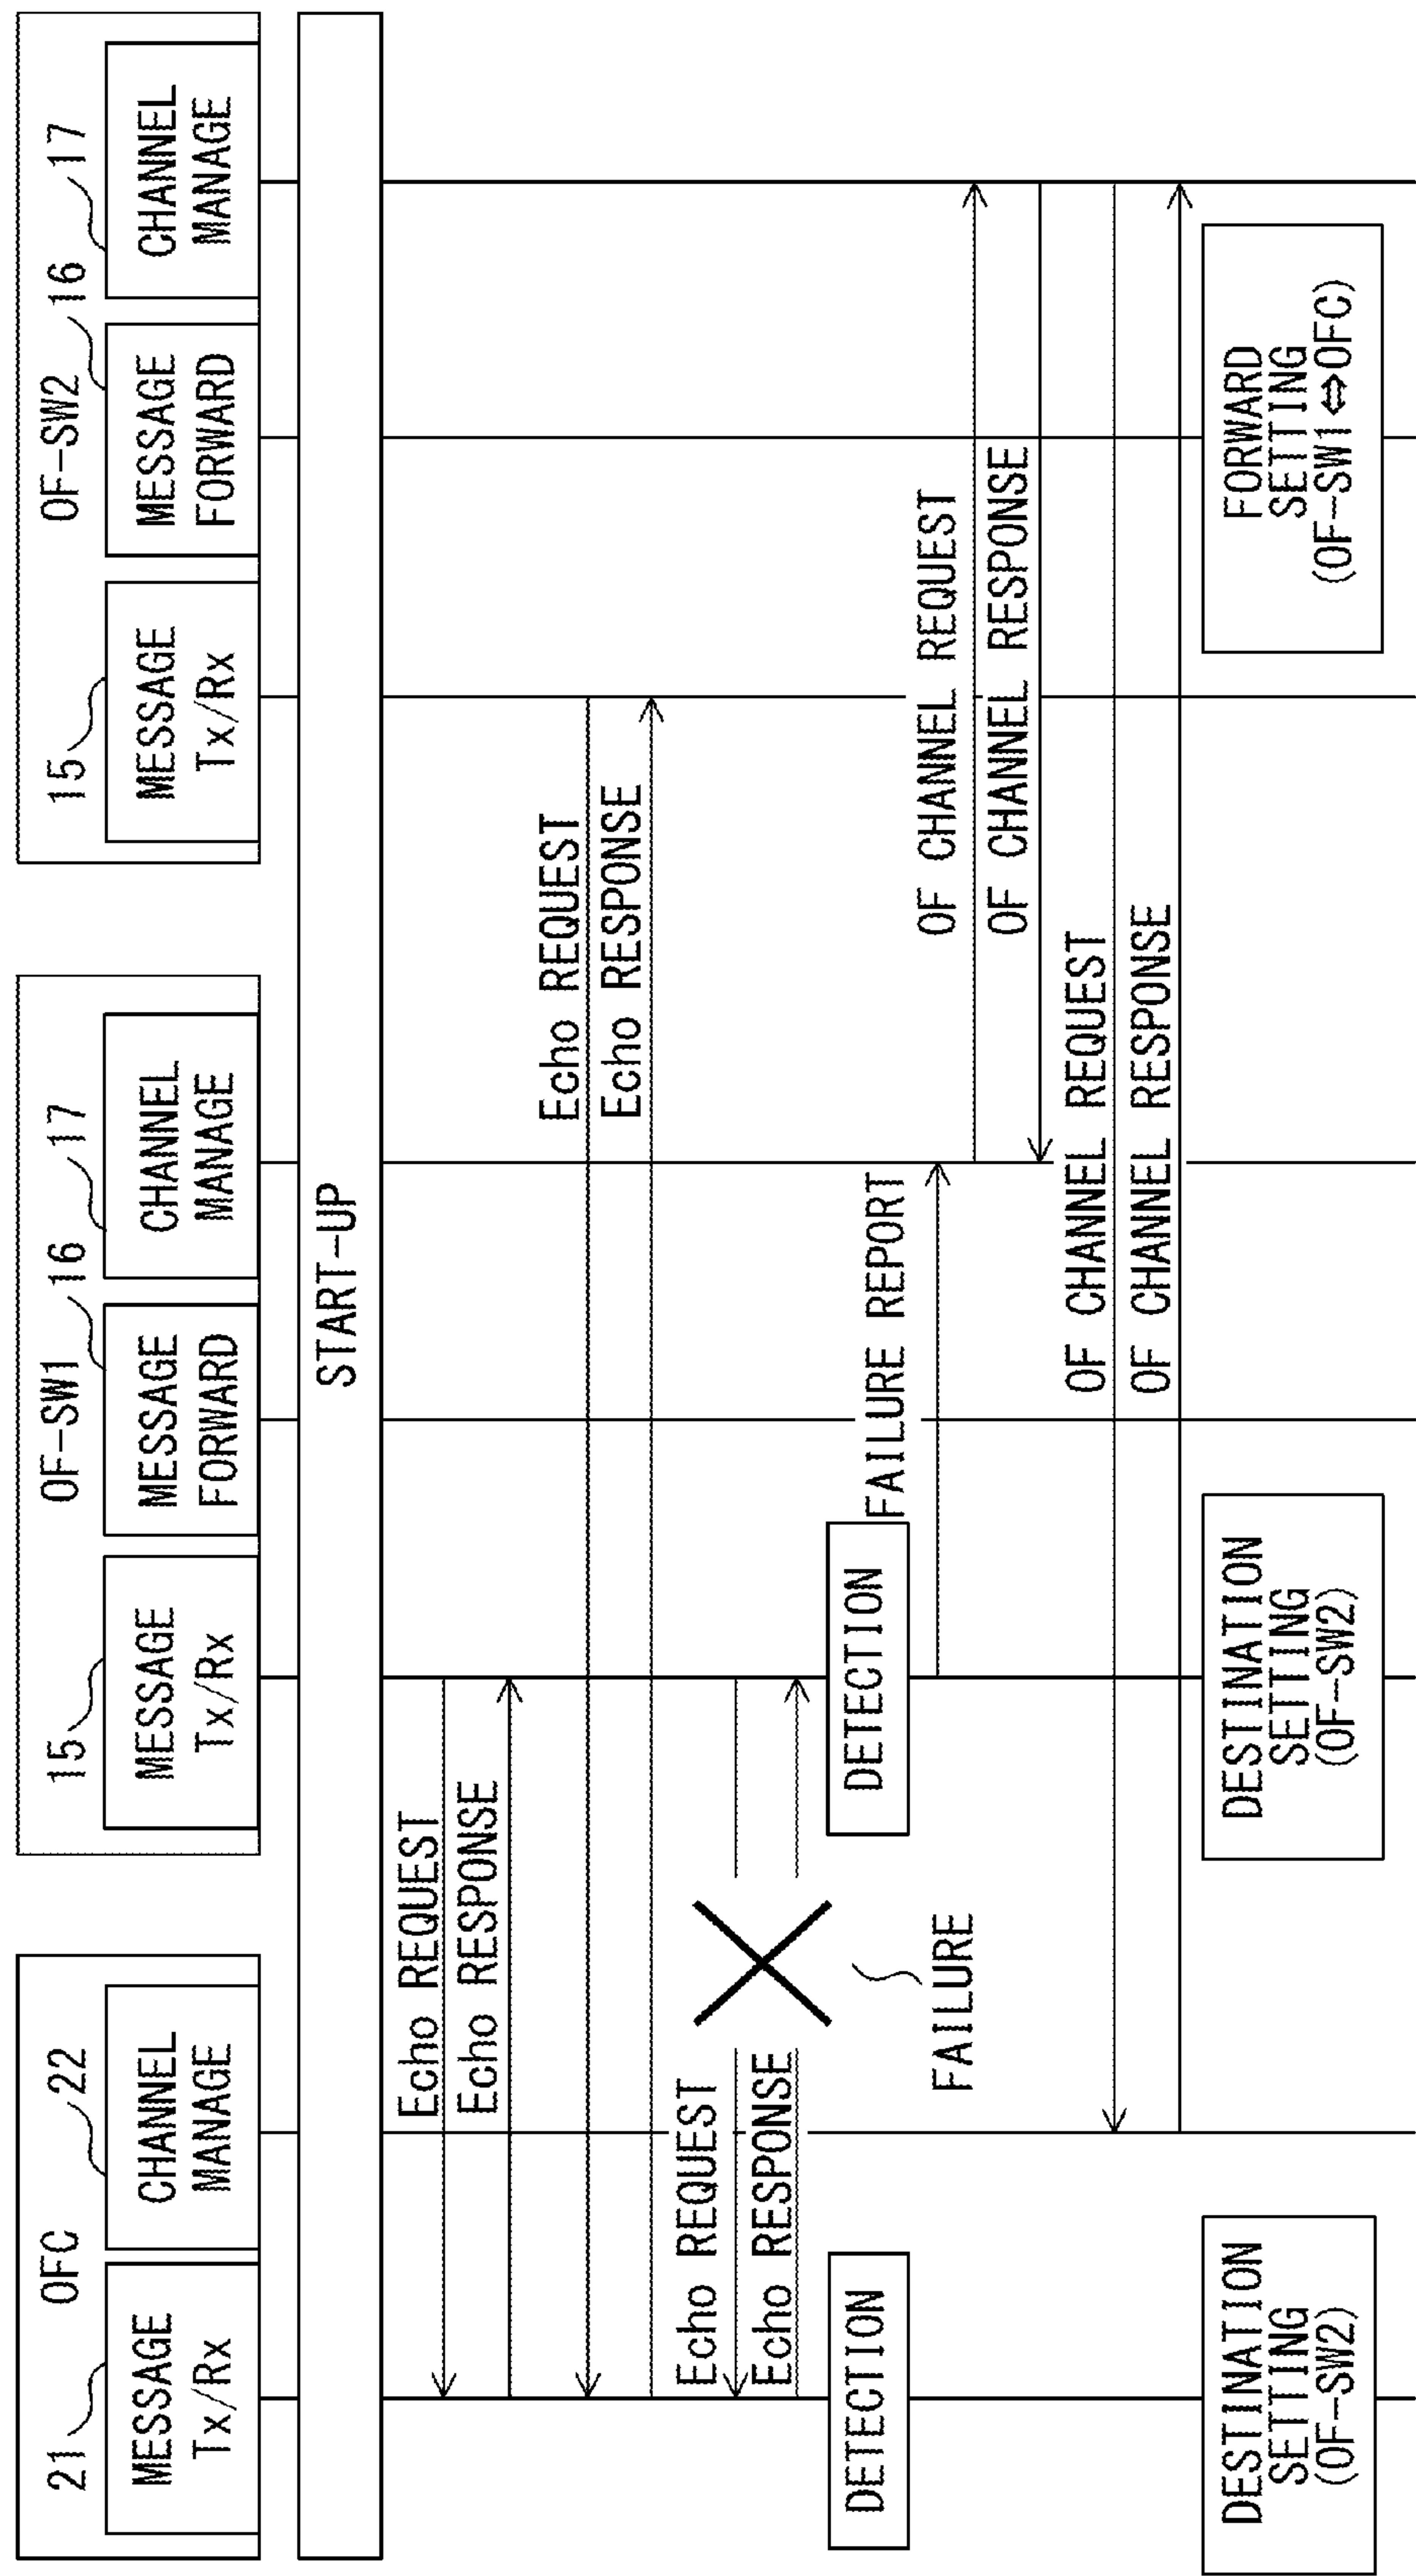 OFC
21
22
MESSAGE
Tx/Rx
CHANNEL
MANAGE
OF-SW1
15
16
17
MESSAGE
Tx/Rx
MESSAGE
FORWARD
CHANNEL
MANAGE
OF-SW2
15
16
17
MESSAGE
Tx/Rx
MESSAGE
FORWARD
CHANNEL
MANAGE
START-UP
Echo REQUEST
Echo RESPONSE
Echo REQUEST
Echo RESPONSE
Echo REQUEST
Echo RESPONSE
FAILURE
DETECTION
DETECTION
FAILURE REPORT
OF CHANNEL REQUEST
OF CHANNEL RESPONSE
OF CHANNEL REQUEST
OF CHANNEL RESPONSE
DESTINATION
SETTING
(OF-SW2)
DESTINATION
SETTING
(OF-SW2)
FORWARD
SETTING
(OF-SW1⇔OFC)